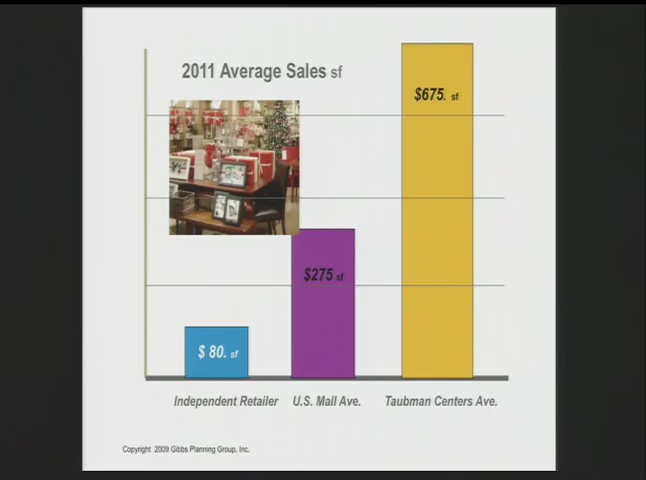 2011 Average Sales sf
$675. sf
$275 sf
$ 80. sf
Independent Retailer
U.S. Mall Ave.
Taubman Centers Ave.
Copyright 2009 Gibbs Planning Group, Inc.